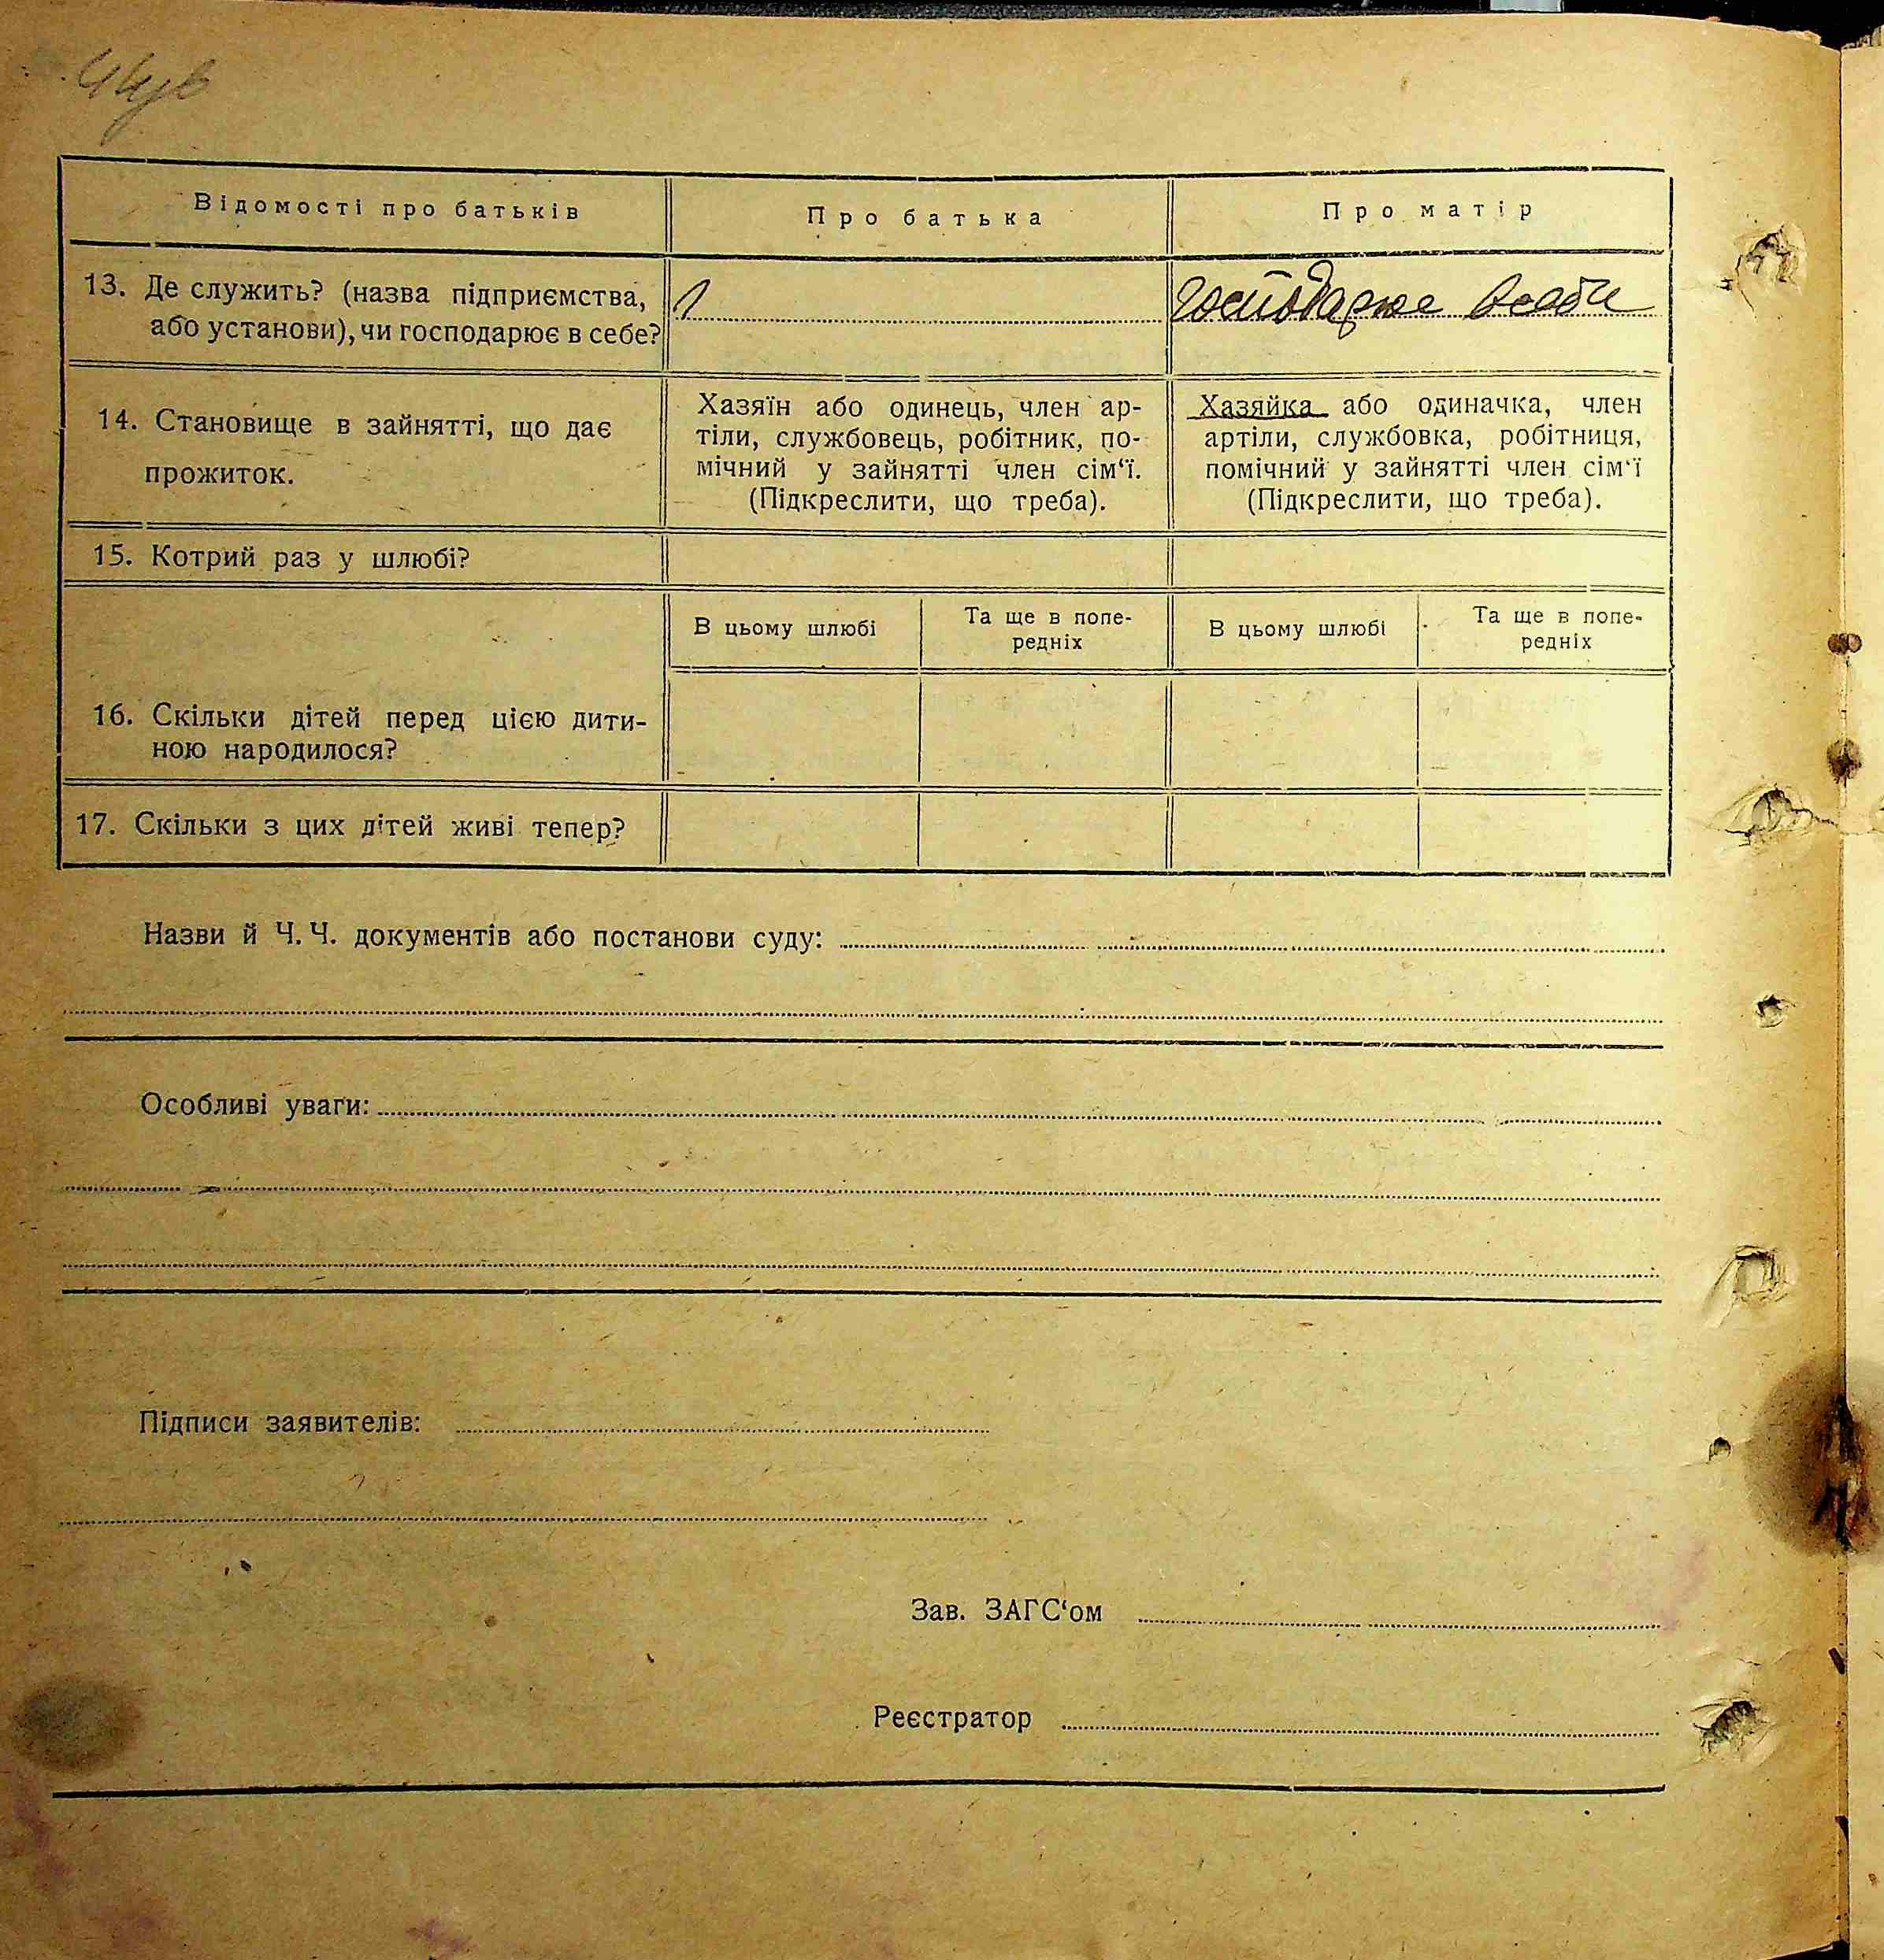 44зв
Відомості про батьків
Про батька
Про матір
13. Де служить? (назва підприємства,
або установи), чи господарює в себе?
господарює в себе
14. Становище в зайнятті, що дає
прожиток.
Хазяїн або одинець, член ар-
тіли, службовець, робітник, по-
мічний у зайнятті член сім‘ї.
(Підкреслити, що треба).
Хазяйка або одиначка, член
артіли, службовка, робітниця,
помічний у зайнятті член сім‘ї
(Підкреслити, що треба).
15. Котрий раз у шлюбі?
В цьому шлюбі
Та ще в попе-
редніх
В цьому шлюбі
Та ще в попе-
редніх
16. Скільки дітей перед цією дити-
ною народилося?
17. Скільки з цих дітей живі тепер?
Назви й Ч. Ч. документів або постанови суду:
Особливі уваги:
Підписи заявителів:
Зав. ЗАГС‘ом
Реєстратор